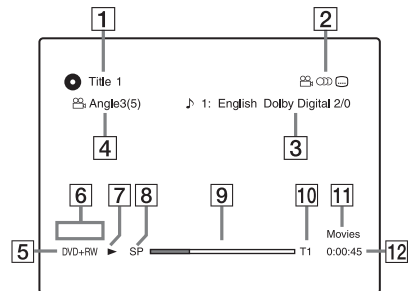 1 2
Title 1
Angle3(5) ♪ 1: English Dolby Digital 2/0
4 3
6 7 8 9 10 11
Movies
5 DVD+RW ► SP T1 0:00:45 12